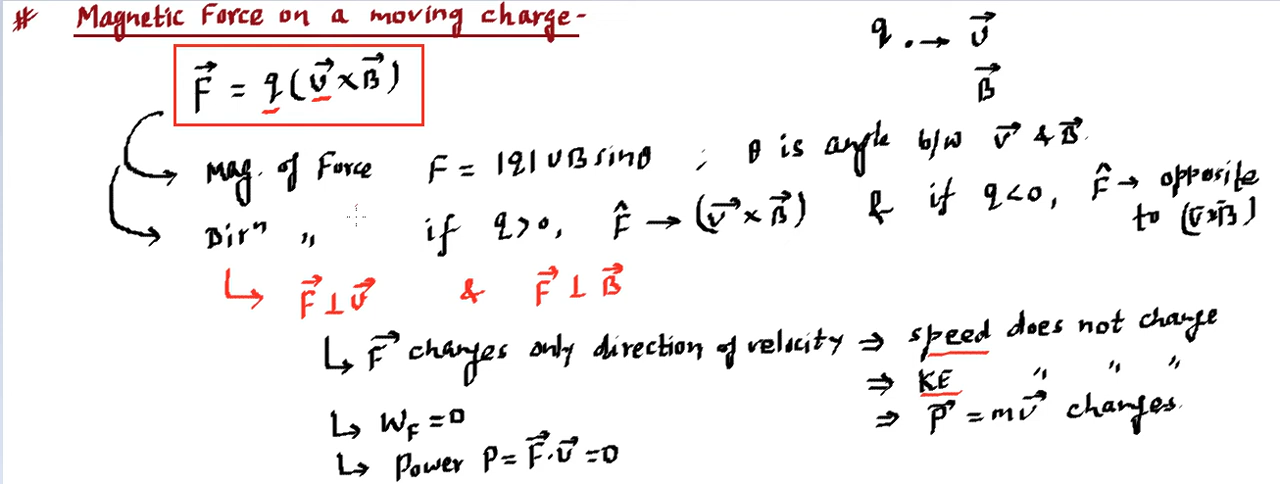 # Magnetic Force on a moving charge-
q . → v⃗
B⃗
F⃗ = q(v⃗ × B⃗)
→ Mag. of Force F = |q| v B sinθ ; θ is angle b/w v⃗ & B⃗.
→ Dirⁿ " if q>0, F̂ → (v⃗ × B⃗) & if q<0, F̂ → opposite to (v⃗×B⃗)
↳ F⃗ ⊥ v⃗ & F⃗ ⊥ B⃗
↳ F⃗ changes only direction of velocity ⇒ speed does not change
⇒ KE " " "
⇒ P⃗ = mv⃗ changes.
↳ W_F = 0
↳ Power P = F⃗.v⃗ = 0